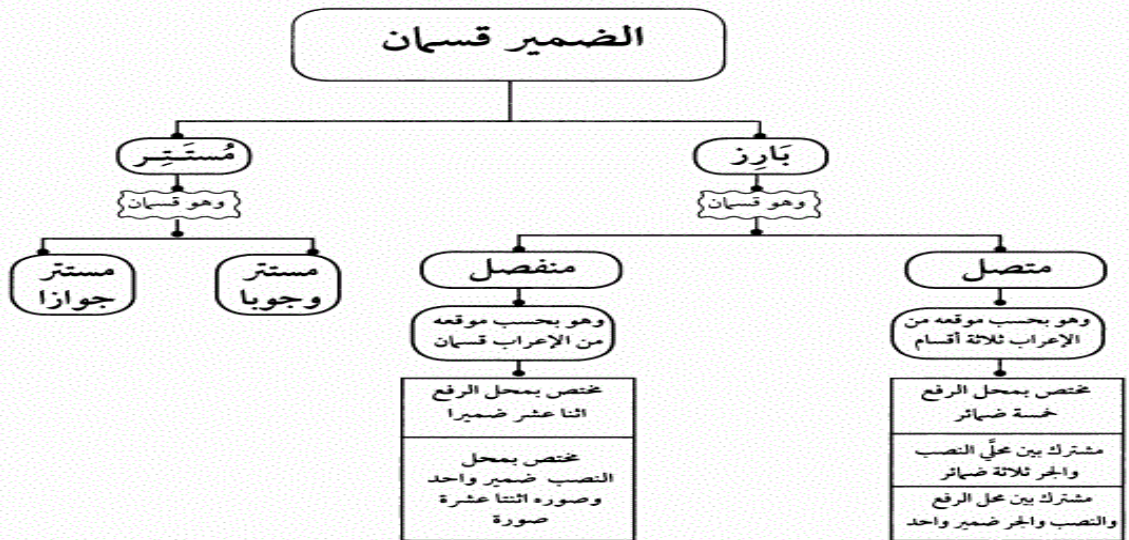 الضمير قسمان
بَارِز
مُستَتِر
وهو قسمان
وهو قسمان
متصل
منفصل
مستتر
وجوبا
مستتر
جوازا
وهو بحسب موقعه من
الإعراب ثلاثة أقسام
وهو بحسب موقعه
من الإعراب قسمان
مختص بمحل الرفع
خمسة ضمائر
مشترك بين محلَّي النصب
والجر ثلاثة ضمائر
مشترك بين محل الرفع
والنصب والجر ضمير واحد
مختص بمحل الرفع
اثنا عشر ضميرا
مختص بمحل
النصب ضمير واحد
وصوره اثنتا عشرة
صورة